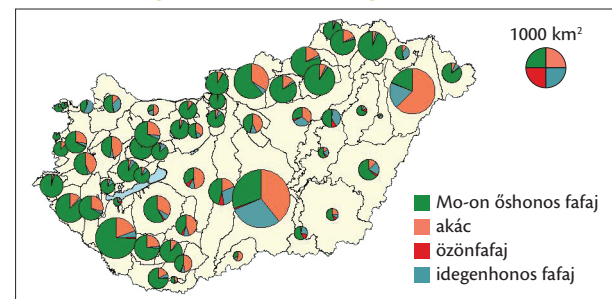 1000 km²
Mo-on őshonos fafaj
akác
özönfafaj
idegenhonos fafaj